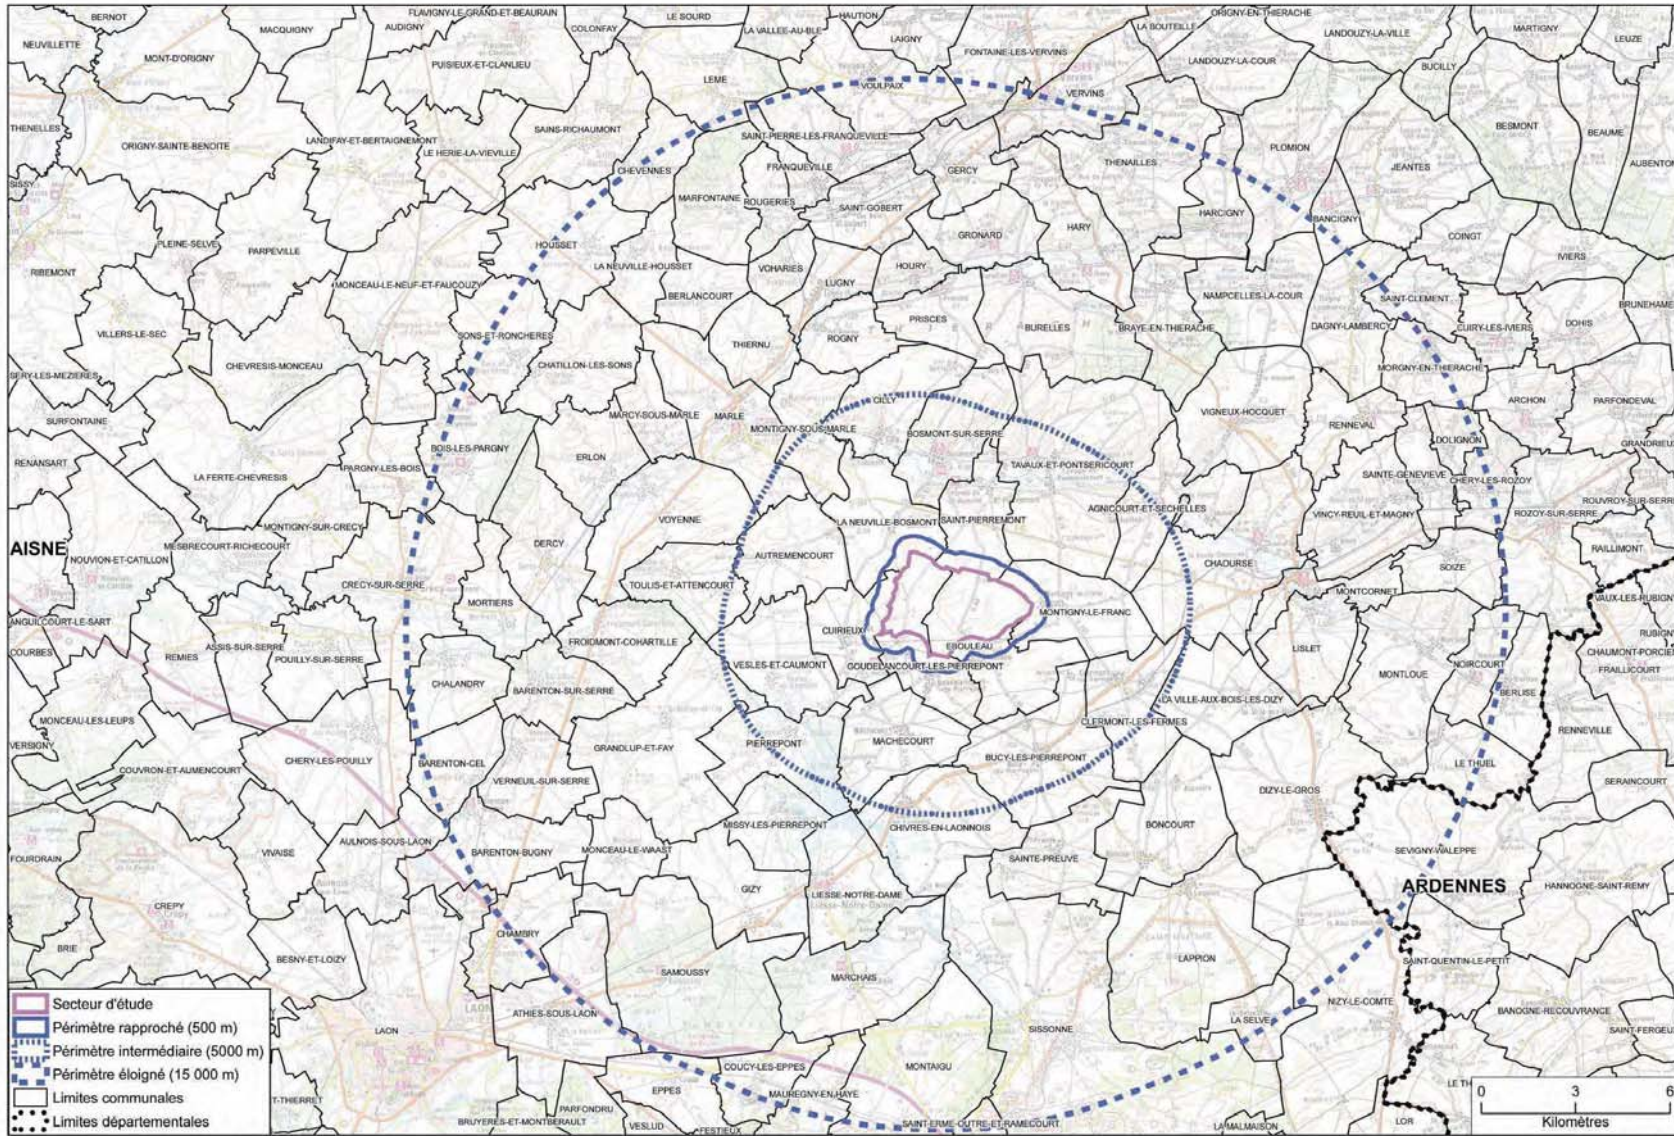 BERNOT
MACQUIGNY
AUDIGNY
FLAVIGNY-LE-GRAND-ET-BEAURAIN
COLONFAY
LE SOURD
LA VALLEE-AU-BLE
HAUTION
LAIGNY
FONTAINE-LES-VERVINS
LA BOUTEILLE
ORIGNY-EN-THIERACHE
LANDOUZY-LA-VILLE
MARTIGNY
LEUZE
NEUVILLETTE
MONT-D'ORIGNY
PUISIEUX-ET-CLANLIEU
LEME
VOULPAIX
VERVINS
LANDOUZY-LA-COUR
BUCILLY
THENELLES
ORIGNY-SAINTE-BENOITE
LANDIFAY-ET-BERTAIGNEMONT
LE HERIE-LA-VIEVILLE
SAINS-RICHAUMONT
SAINT-PIERRE-LES-FRANQUEVILLE
BESMONT
BEAUME
PLOMION
CHEVENNES
FRANQUEVILLE
GERCY
THENAILLES
JEANTES
AUBENTON
SISSY
MARFONTAINE
ROUGERIES
SAINT-GOBERT
HARCIGNY
BANCIGNY
HARY
GRONARD
COINGT
PLEINE-SELVE
PARPEVILLE
HOUSSET
IVIERS
RIBEMONT
LA NEUVILLE-HOUSSET
VOHARIES
HOURY
LUGNY
MONCEAU-LE-NEUF-ET-FAUCOUZY
BERLANCOURT
NAMPCELLES-LA-COUR
SAINT-CLEMENT
BRUNEHAME
VILLERS-LE-SEC
SONS-ET-RONCHERES
PRISCES
BURELLES
BRAYE-EN-THIERACHE
DAGNY-LAMBERCY
CUIRY-LES-IVIERS
DOHIS
CHEVRESIS-MONCEAU
CHATILLON-LES-SONS
THIERNU
ROGNY
MORGNY-EN-THIERACHE
SERY-LES-MEZIERES
CILLY
ARCHON
PARFONDEVAL
SURFONTAINE
MARCY-SOUS-MARLE
MARLE
MONTIGNY-SOUS-MARLE
BOSMONT-SUR-SERRE
VIGNEUX-HOCQUET
RENNEVAL
DOLIGNON
GRANDRIEUX
RENANSART
BOIS-LES-PARGNY
ERLON
PARGNY-LES-BOIS
TAVAUX-ET-PONTSERICOURT
SAINTE-GENEVIEVE
CHERY-LES-ROZOY
LA FERTE-CHEVRESIS
ROUVROY-SUR-SERRE
AGNICOURT-ET-SECHELLES
VINCY-REUIL-ET-MAGNY
ROZOY-SUR-SERRE
MONTIGNY-SUR-CRECY
VOYENNE
LA NEUVILLE-BOSMONT
SAINT-PIERREMONT
AISNE
MESBRECOURT-RICHECOURT
DERCY
RAILLIMONT
NOUVION-ET-CATILLON
AUTREMENCOURT
CHAOURSE
SOIZE
CRECY-SUR-SERRE
TOULIS-ET-ATTENCOURT
MONTCORNET
VAUX-LES-RUBIGNY
MORTIERS
MONTIGNY-LE-FRANC
ANGUILCOURT-LE-SART
CUIRIEUX
RUBIGNY
COURBES
REMIES
ASSIS-SUR-SERRE
POUILLY-SUR-SERRE
FROIDMONT-COHARTILLE
EBOULEAU
LISLET
CHAUMONT-PORCIEN
VESLES-ET-CAUMONT
GOUDELANCOURT-LES-PIERREPONT
NOIRCOURT
MONTLOUE
FRAILLICOURT
CHALANDRY
BARENTON-SUR-SERRE
BERLISE
LA VILLE-AUX-BOIS-LES-DIZY
MONCEAU-LES-LEUPS
CLERMONT-LES-FERMES
RENNEVILLE
VERSIGNY
GRANDLUP-ET-FAY
PIERREPONT
MACHECOURT
BUCY-LES-PIERREPONT
CHERY-LES-POUILLY
BARENTON-CEL
LE THUEL
COUVRON-ET-AUMENCOURT
VERNEUIL-SUR-SERRE
SERAINCOURT
DIZY-LE-GROS
MISSY-LES-PIERREPONT
CHIVRES-EN-LAONNOIS
BONCOURT
AULNOIS-SOUS-LAON
VIVAISE
BARENTON-BUGNY
MONCEAU-LE-WAAST
SEVIGNY-WALEPPE
FOURDRAIN
SAINTE-PREUVE
ARDENNES
HANNOGNE-SAINT-REMY
GIZY
LIESSE-NOTRE-DAME
CREPY
CHAMBRY
BRIE
BESNY-ET-LOIZY
SAMOUSSY
MARCHAIS
LAPPION
SAINT-QUENTIN-LE-PETIT
NIZY-LE-COMTE
BANOGNE-RECOUVRANCE
ATHIES-SOUS-LAON
LAON
LA SELVE
SISSONNE
SAINT-FERGEU
COUCY-LES-EPPES
MONTAIGU
EPPES
MAUREGNY-EN-HAYE
LE TH
T-THIERRET
PARFONDRU
BRUYERES-ET-MONTBERAULT
VESLUD
FESTIEUX
SAINT-ERME-OUTRE-ET-RAMECOURT
LA MALMAISON
LOR
Secteur d'étude
Périmètre rapproché (500 m)
Périmètre intermédiaire (5000 m)
Périmètre éloigné (15 000 m)
Limites communales
Limites départementales
0 3 6
Kilomètres